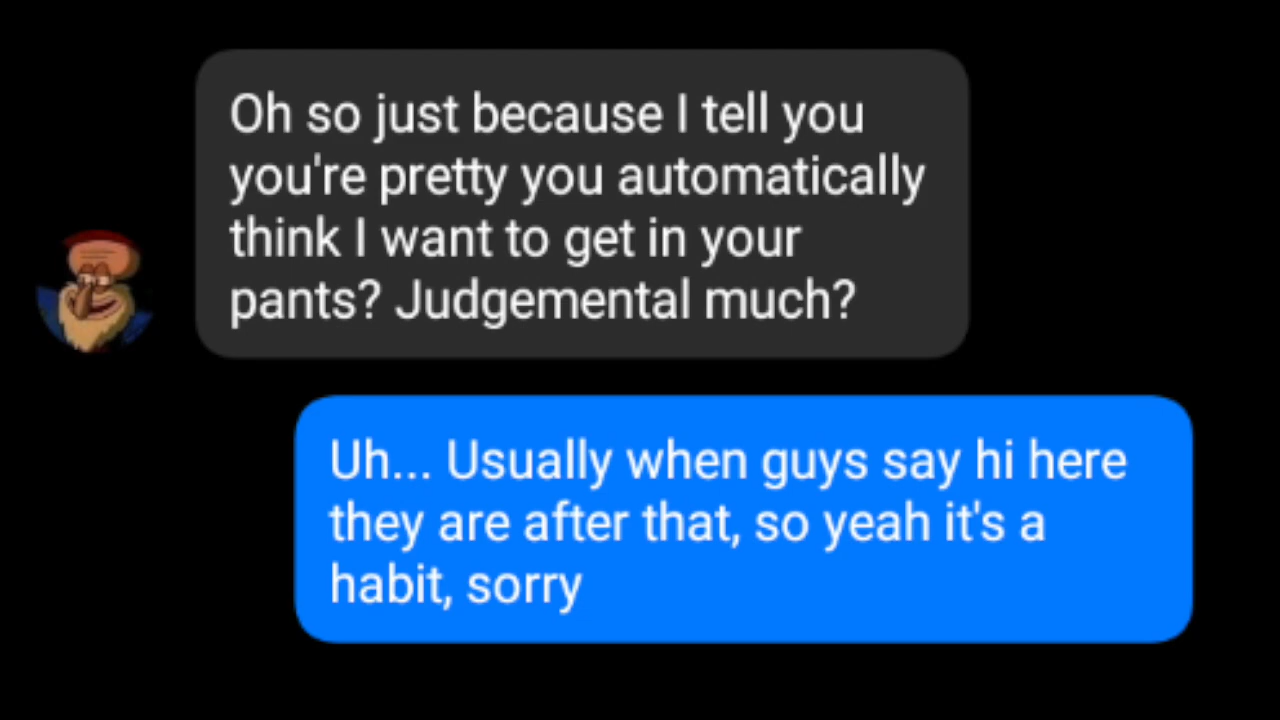 Oh so just because I tell you
you're pretty you automatically
think I want to get in your
pants? Judgemental much?
Uh... Usually when guys say hi here
they are after that, so yeah it's a
habit, sorry